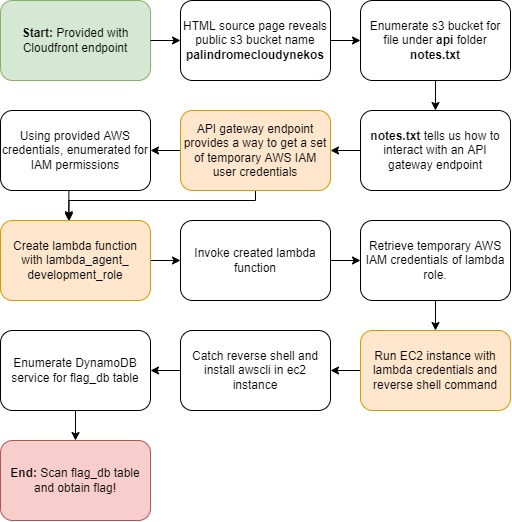 Start: Provided with
Cloudfront endpoint
HTML source page reveals
public s3 bucket name
palindromecloudynekos
Enumerate s3 bucket for
file under api folder
notes.txt
notes.txt tells us how to
interact with an API
gateway endpoint
API gateway endpoint
provides a way to get a set
of temporary AWS IAM
user credentials
Using provided AWS
credentials, enumerated for
IAM permissions
Create lambda function
with lambda_agent_
development_role
Invoke created lambda
function
Retrieve temporary AWS
IAM credentials of lambda
role.
Run EC2 instance with
lambda credentials and
reverse shell command
Catch reverse shell and
install awscli in ec2
instance
Enumerate DynamoDB
service for flag_db table
End: Scan flag_db table
and obtain flag!